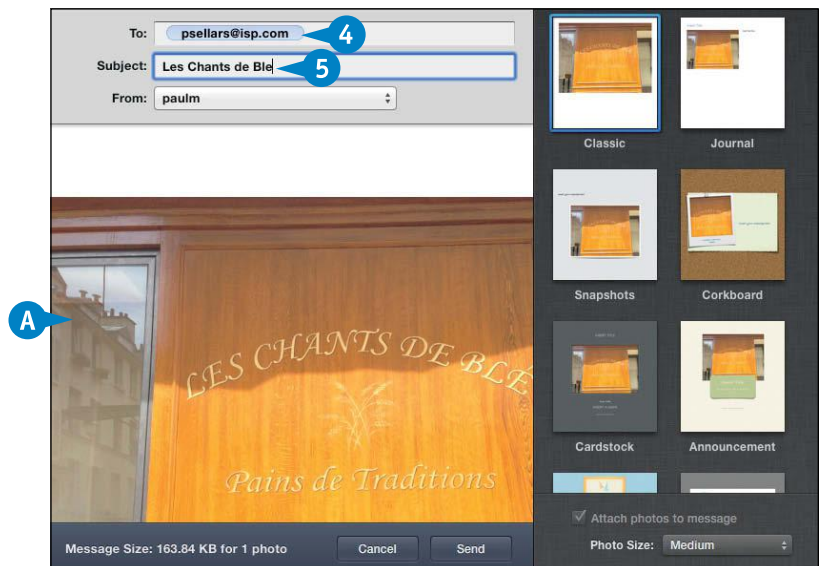 To: psellars@isp.com 4
Subject: Les Chants de Ble 5
From: paulm
A
LES CHANTS DE BLÉ
Pains de Traditions
Message Size: 163.84 KB for 1 photo
Cancel
Send
Classic
Journal
Snapshots
Corkboard
Cardstock
Announcement
Attach photos to message
Photo Size: Medium